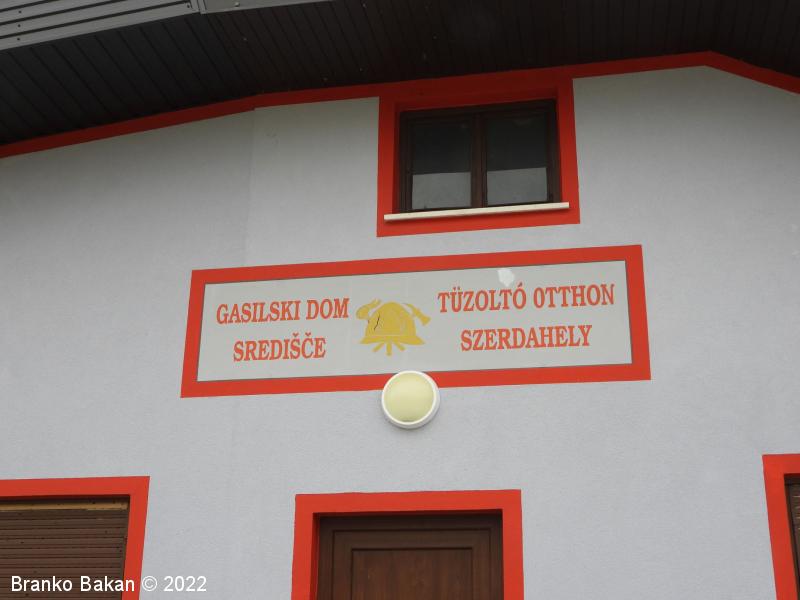 GASILSKI DOM
SREDIŠČE
TÜZOLTÓ OTTHON
SZERDAHELY
Branko Bakan © 2022